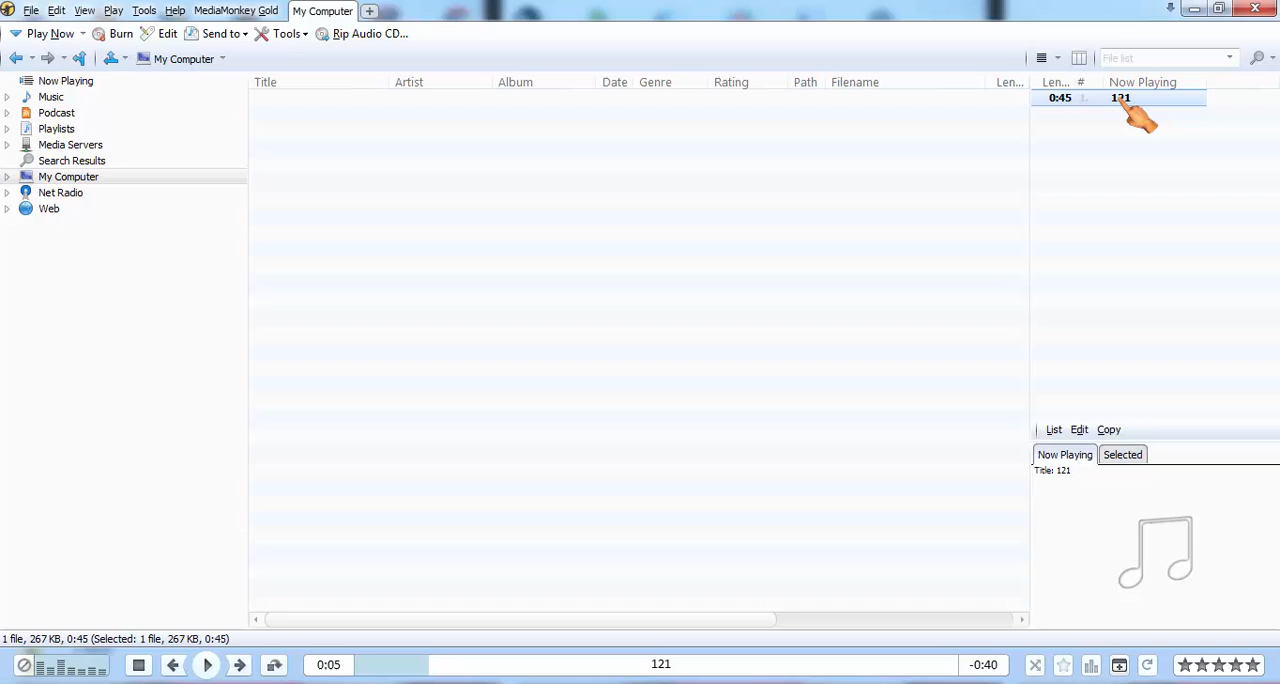 File Edit View Play Tools Help MediaMonkey Gold My Computer
Play Now Burn Edit Send to Tools Rip Audio CD...
My Computer File list
Title Artist Album Date Genre Rating Path Filename Len... Len... # Now Playing
0:45 1. 121
Now Playing
Music
Podcast
Playlists
Media Servers
Search Results
My Computer
Net Radio
Web
List Edit Copy
Now Playing Selected
Title: 121
1 file, 267 KB, 0:45 (Selected: 1 file, 267 KB, 0:45)
0:05 121 -0:40